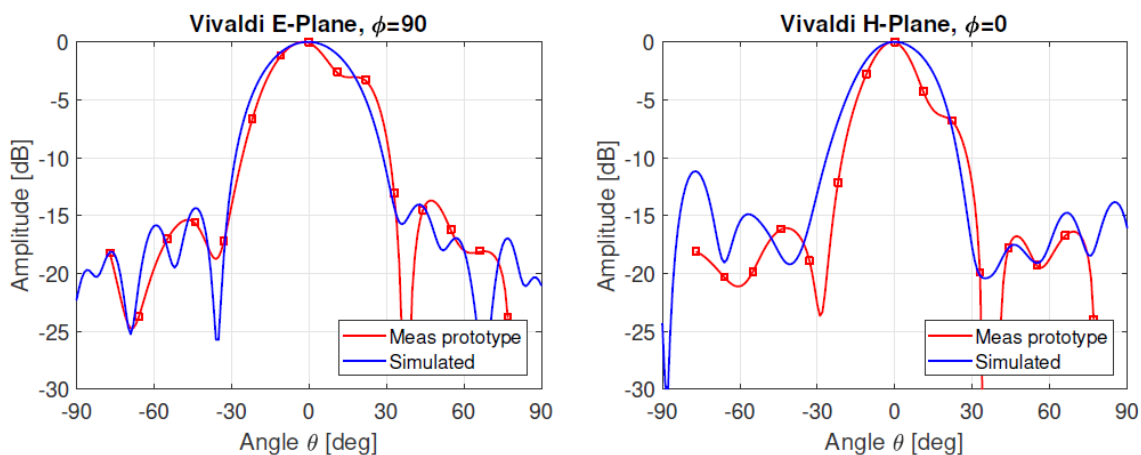 Vivaldi E-Plane, ϕ=90
0
-5
-10
-15
-20
-25
-30
Amplitude [dB]
Meas prototype
Simulated
-90 -60 -30 0 30 60 90
Angle θ [deg]
Vivaldi H-Plane, ϕ=0
0
-5
-10
-15
-20
-25
-30
Amplitude [dB]
Meas prototype
Simulated
-90 -60 -30 0 30 60 90
Angle θ [deg]